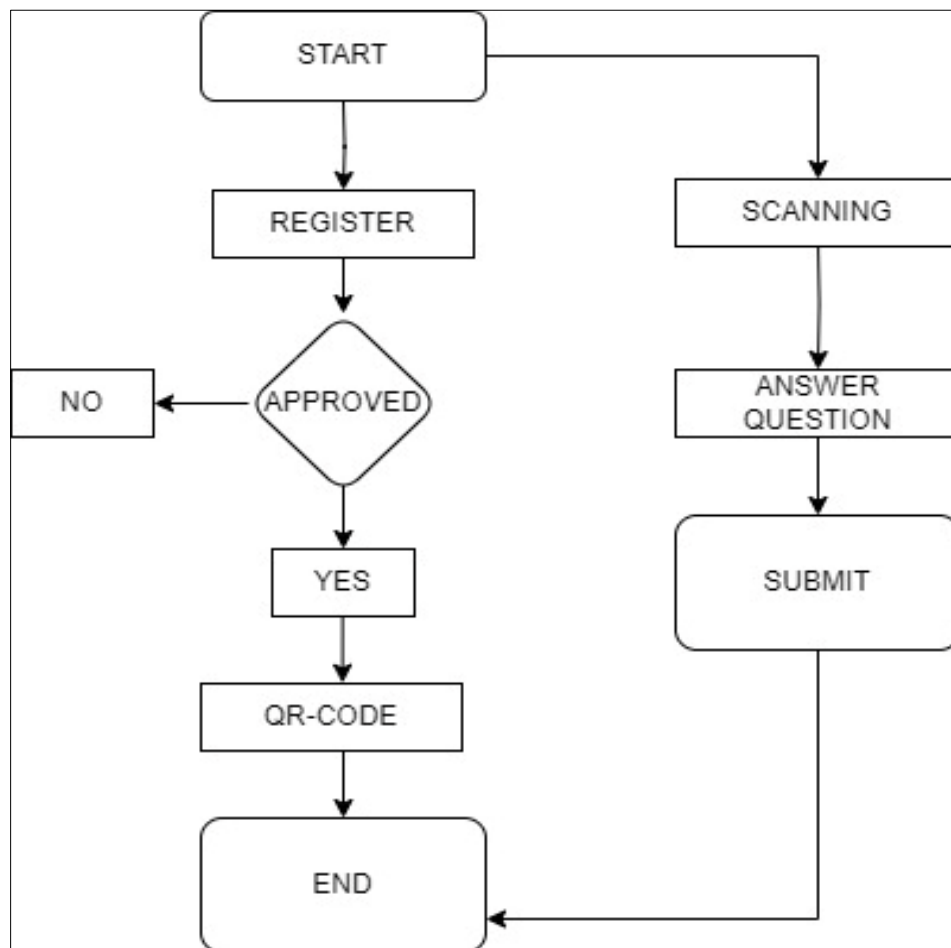 START
REGISTER
SCANNING
NO
APPROVED
ANSWER
QUESTION
YES
SUBMIT
QR-CODE
END